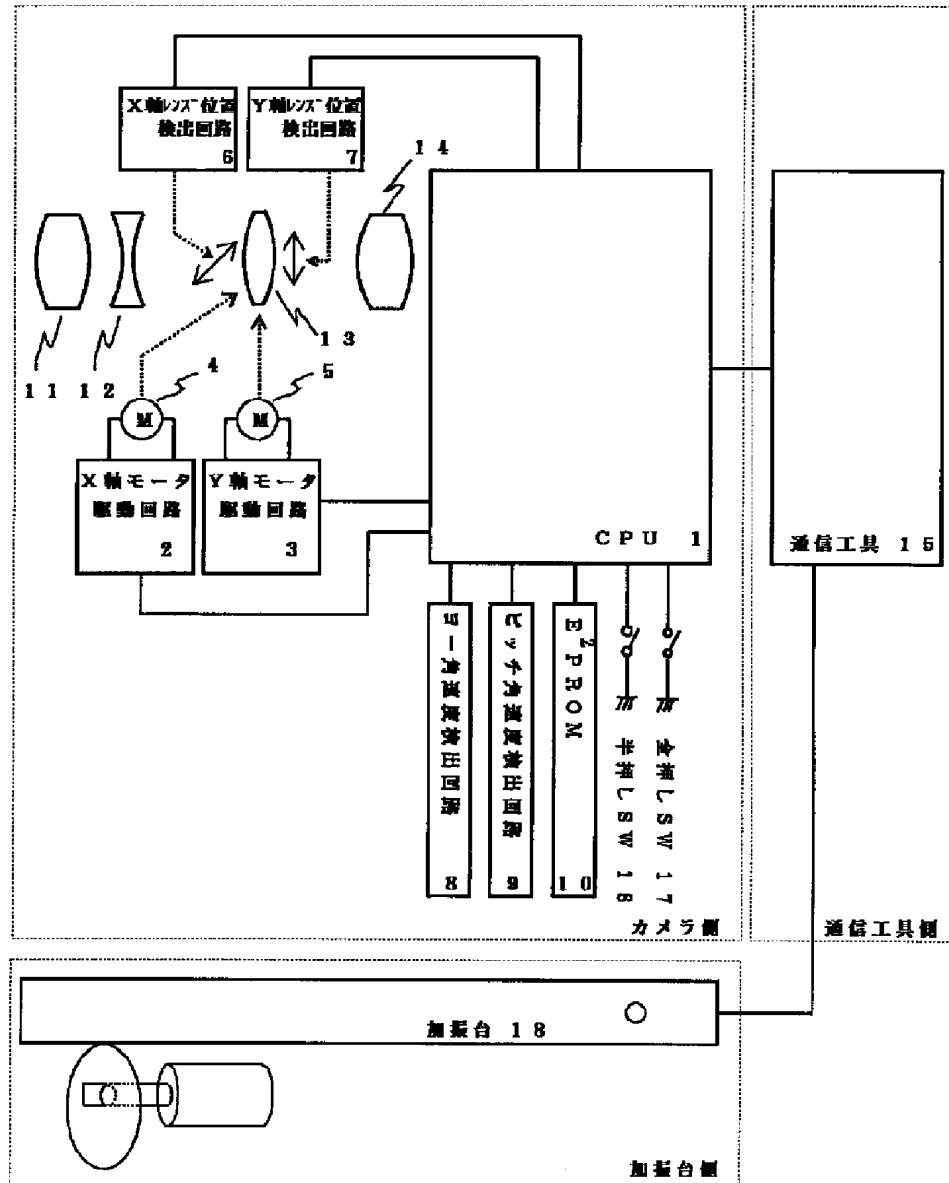 X軸レンズ位置
検出回路
6
Y軸レンズ位置
検出回路
7
14
13
11
12
4
5
M
M
X軸モータ
駆動回路
2
Y軸モータ
駆動回路
3
CPU 1
通信工具 15
ヨー角速度検出回路 8
ピッチ角速度検出回路 9
E²PROM 10
半押しSW 16
全押しSW 17
カメラ側
通信工具側
加振台 18
加振台側